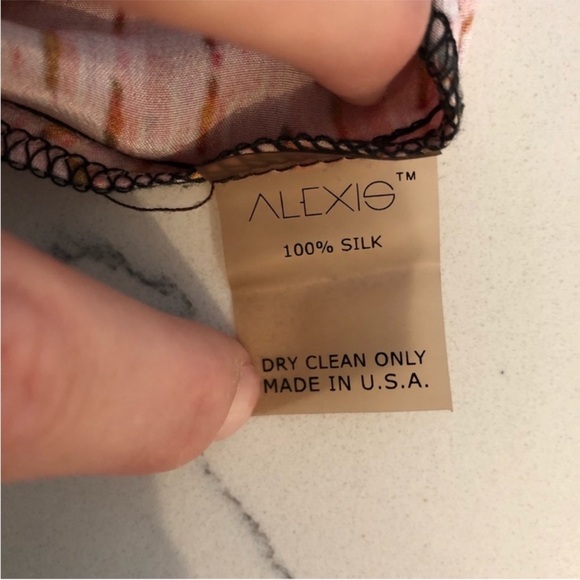 ALEXIS™
100% SILK
DRY CLEAN ONLY
MADE IN U.S.A.